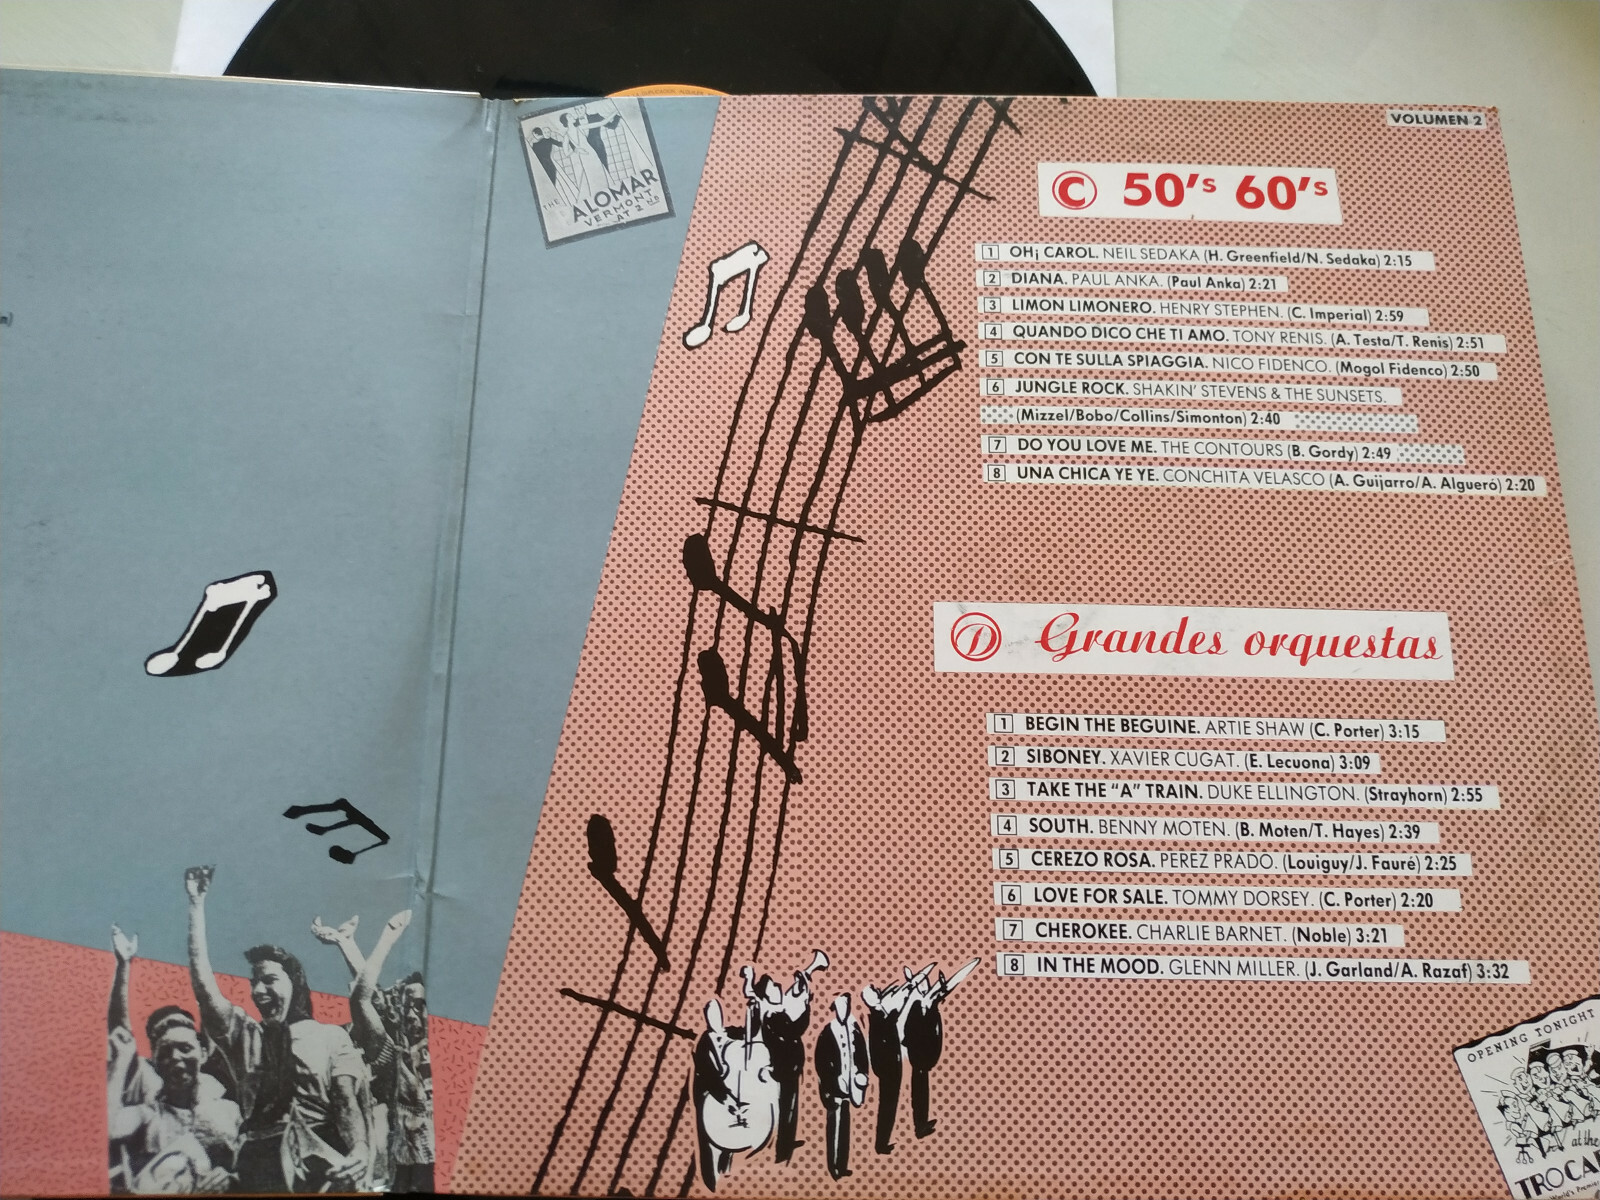 THE
ALOMAR
VERMONT
AT 2 ND
VOLUMEN 2
C 50's 60's
1 OH¡ CAROL. NEIL SEDAKA (H. Greenfield/N. Sedaka) 2:15
2 DIANA. PAUL ANKA. (Paul Anka) 2:21
3 LIMON LIMONERO. HENRY STEPHEN. (C. Imperial) 2:59
4 QUANDO DICO CHE TI AMO. TONY RENIS. (A. Testa/T. Renis) 2:51
5 CON TE SULLA SPIAGGIA. NICO FIDENCO. (Mogol Fidenco) 2:50
6 JUNGLE ROCK. SHAKIN' STEVENS & THE SUNSETS.
(Mizzel/Bobo/Collins/Simonton) 2:40
7 DO YOU LOVE ME. THE CONTOURS (B. Gordy) 2:49
8 UNA CHICA YE YE. CONCHITA VELASCO (A. Guijarro/A. Algueró) 2:20
D Grandes orquestas
1 BEGIN THE BEGUINE. ARTIE SHAW (C. Porter) 3:15
2 SIBONEY. XAVIER CUGAT. (E. Lecuona) 3:09
3 TAKE THE "A" TRAIN. DUKE ELLINGTON. (Strayhorn) 2:55
4 SOUTH. BENNY MOTEN. (B. Moten/T. Hayes) 2:39
5 CEREZO ROSA. PEREZ PRADO. (Louiguy/J. Fauré) 2:25
6 LOVE FOR SALE. TOMMY DORSEY. (C. Porter) 2:20
7 CHEROKEE. CHARLIE BARNET. (Noble) 3:21
8 IN THE MOOD. GLENN MILLER. (J. Garland/A. Razaf) 3:32
OPENING TONIGHT
at the
TROCA
World's